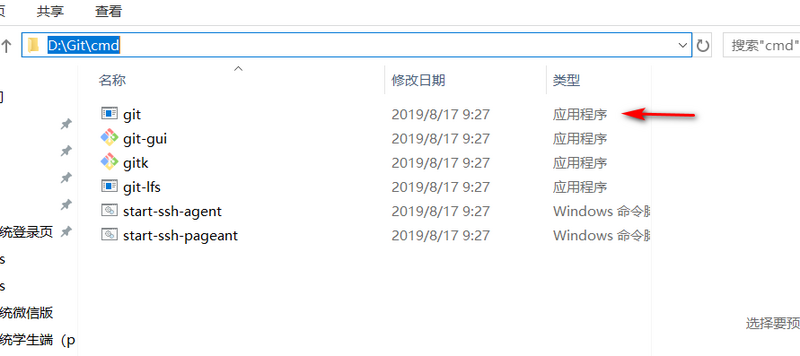 页 共享 查看
D:\Git\cmd 搜索"cmd"
名称 修改日期 类型
git 2019/8/17 9:27 应用程序
git-gui 2019/8/17 9:27 应用程序
gitk 2019/8/17 9:27 应用程序
git-lfs 2019/8/17 9:27 应用程序
start-ssh-agent 2019/8/17 9:27 Windows 命令脚
统登录页 start-ssh-pageant 2019/8/17 9:27 Windows 命令脚
s
s
统微信版
选择要预
统学生端（p